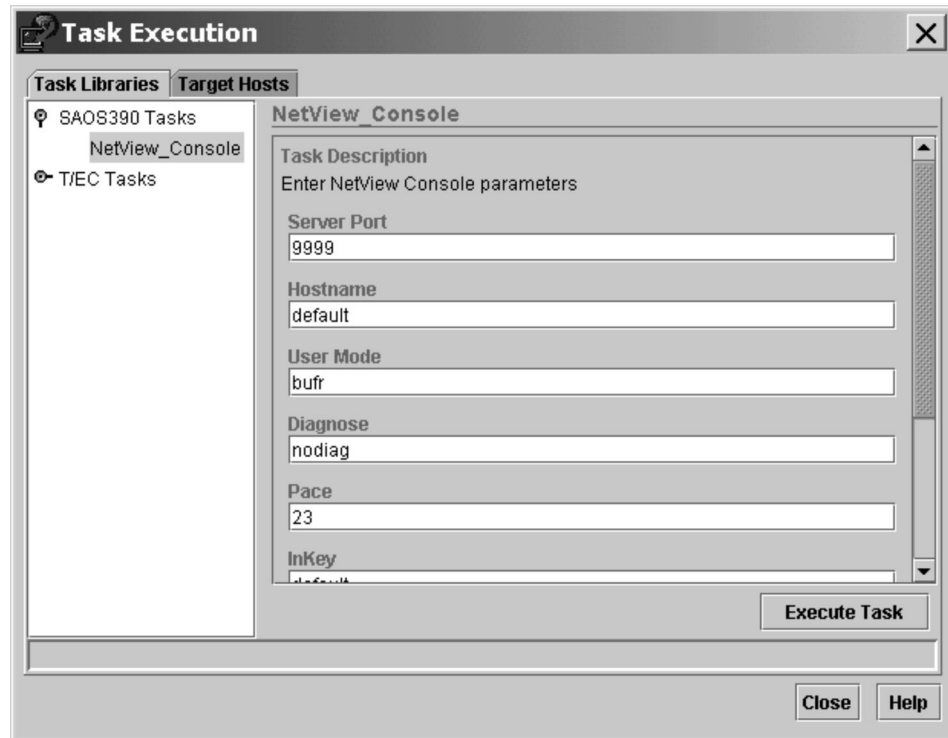 Task Execution
Task Libraries
Target Hosts
SAOS390 Tasks
NetView_Console
T/EC Tasks
NetView_Console
Task Description
Enter NetView Console parameters
Server Port
9999
Hostname
default
User Mode
bufr
Diagnose
nodiag
Pace
23
InKey
default
Execute Task
Close
Help